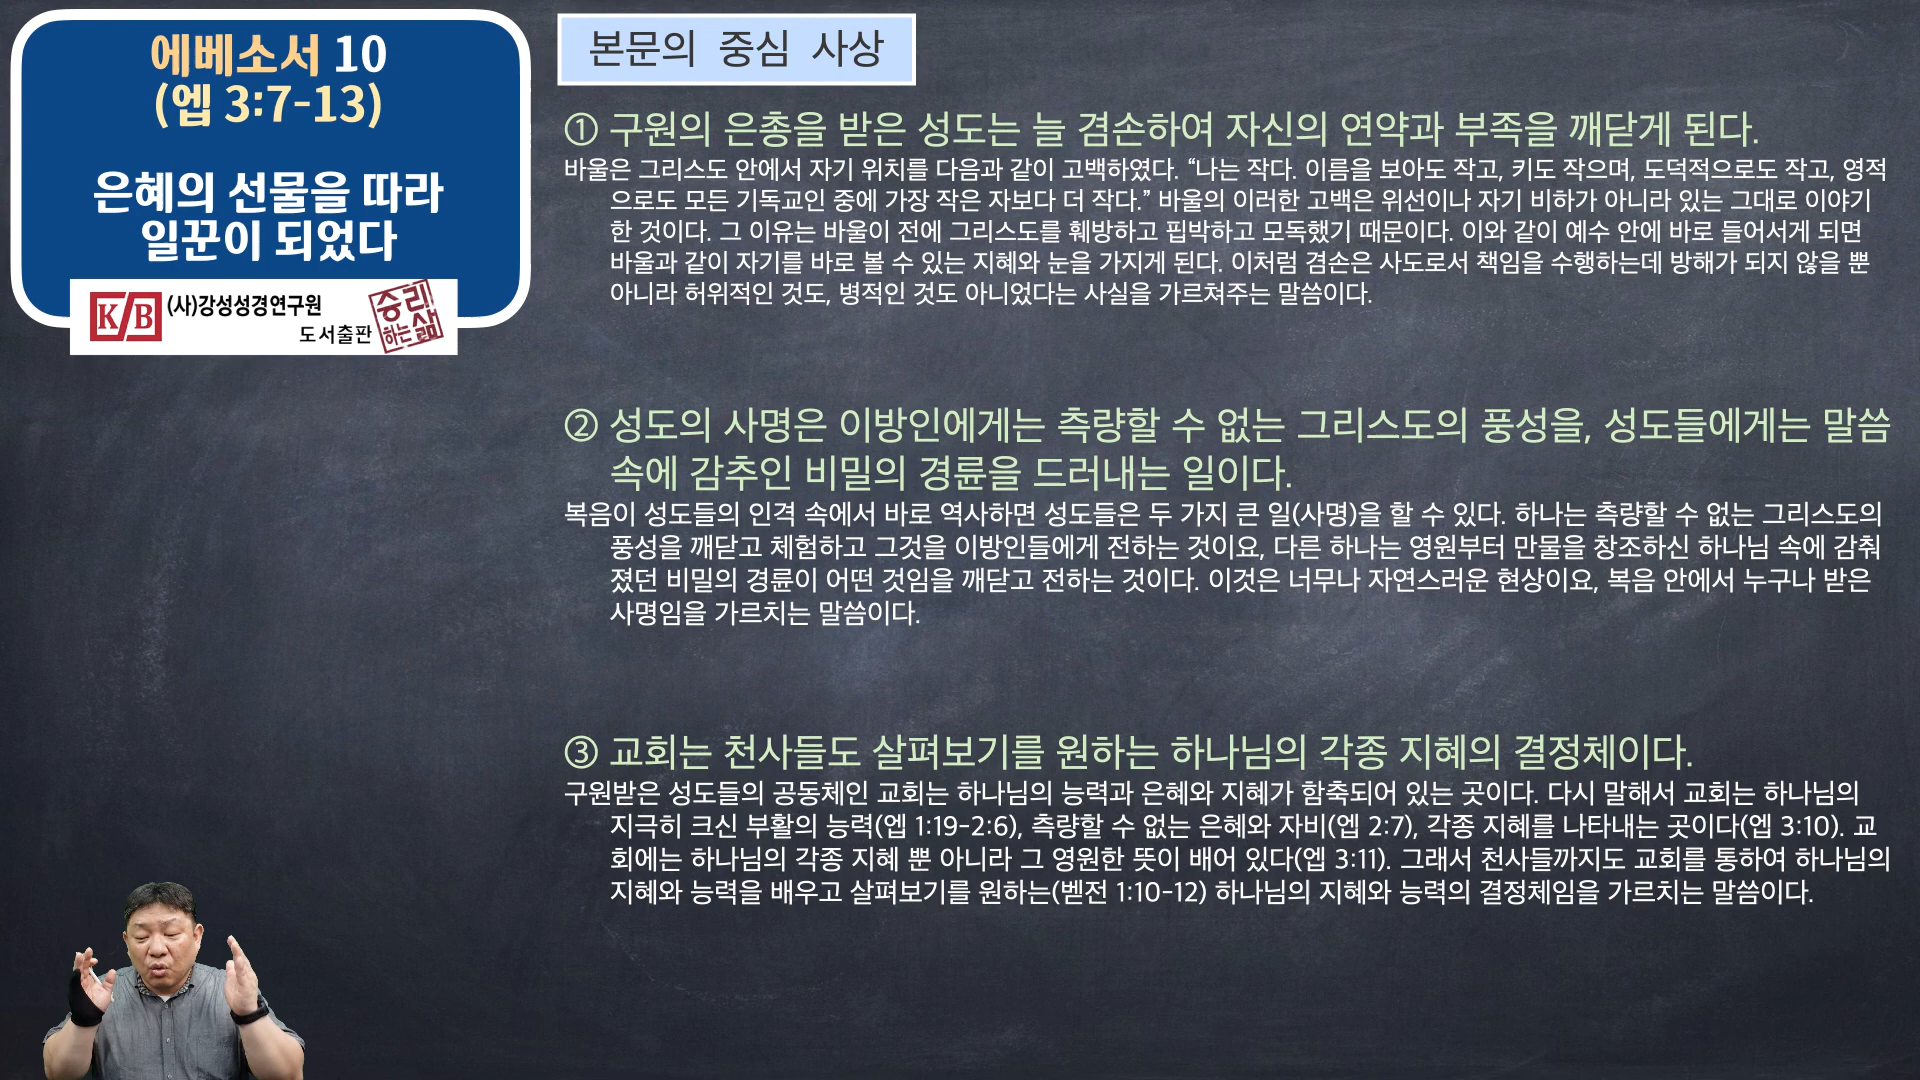 에베소서 10
(엡 3:7-13)
은혜의 선물을 따라
일꾼이 되었다
KB (사)강성성경연구원
도서출판 승리하는 삶
본문의 중심 사상
① 구원의 은총을 받은 성도는 늘 겸손하여 자신의 연약과 부족을 깨닫게 된다.
바울은 그리스도 안에서 자기 위치를 다음과 같이 고백하였다. “나는 작다. 이름을 보아도 작고, 키도 작으며, 도덕적으로도 작고, 영적
으로도 모든 기독교인 중에 가장 작은 자보다 더 작다.” 바울의 이러한 고백은 위선이나 자기 비하가 아니라 있는 그대로 이야기
한 것이다. 그 이유는 바울이 전에 그리스도를 훼방하고 핍박하고 모독했기 때문이다. 이와 같이 예수 안에 바로 들어서게 되면
바울과 같이 자기를 바로 볼 수 있는 지혜와 눈을 가지게 된다. 이처럼 겸손은 사도로서 책임을 수행하는데 방해가 되지 않을 뿐
아니라 허위적인 것도, 병적인 것도 아니었다는 사실을 가르쳐주는 말씀이다.
② 성도의 사명은 이방인에게는 측량할 수 없는 그리스도의 풍성을, 성도들에게는 말씀
속에 감추인 비밀의 경륜을 드러내는 일이다.
복음이 성도들의 인격 속에서 바로 역사하면 성도들은 두 가지 큰 일(사명)을 할 수 있다. 하나는 측량할 수 없는 그리스도의
풍성을 깨닫고 체험하고 그것을 이방인들에게 전하는 것이요, 다른 하나는 영원부터 만물을 창조하신 하나님 속에 감춰
졌던 비밀의 경륜이 어떤 것임을 깨닫고 전하는 것이다. 이것은 너무나 자연스러운 현상이요, 복음 안에서 누구나 받은
사명임을 가르치는 말씀이다.
③ 교회는 천사들도 살펴보기를 원하는 하나님의 각종 지혜의 결정체이다.
구원받은 성도들의 공동체인 교회는 하나님의 능력과 은혜와 지혜가 함축되어 있는 곳이다. 다시 말해서 교회는 하나님의
지극히 크신 부활의 능력(엡 1:19-2:6), 측량할 수 없는 은혜와 자비(엡 2:7), 각종 지혜를 나타내는 곳이다(엡 3:10). 교
회에는 하나님의 각종 지혜 뿐 아니라 그 영원한 뜻이 배어 있다(엡 3:11). 그래서 천사들까지도 교회를 통하여 하나님의
지혜와 능력을 배우고 살펴보기를 원하는(벧전 1:10-12) 하나님의 지혜와 능력의 결정체임을 가르치는 말씀이다.